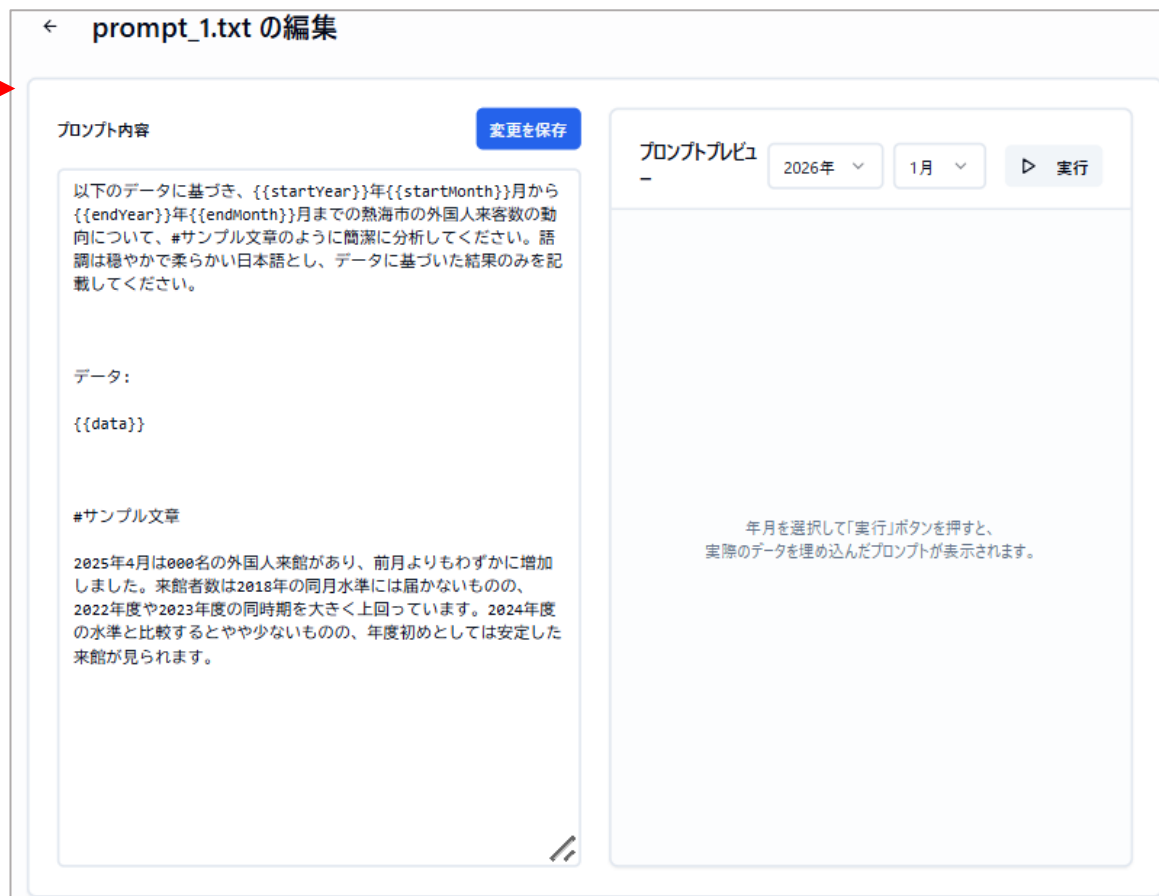 ← prompt_1.txt の編集
プロンプト内容
変更を保存
以下のデータに基づき、{{startYear}}年{{startMonth}}月から
{{endYear}}年{{endMonth}}月までの熱海市の外国人来客数の動
向について、#サンプル文章のように簡潔に分析してください。語
調は穏やかで柔らかい日本語とし、データに基づいた結果のみを記
載してください。
データ:
{{data}}
#サンプル文章
2025年4月は000名の外国人来館があり、前月よりもわずかに増加
しました。来館者数は2018年の同月水準には届かないものの、
2022年度や2023年度の同時期を大きく上回っています。2024年度
の水準と比較するとやや少ないものの、年度初めとしては安定した
来館が見られます。
プロンプトプレビュ
ー
2026年
1月
実行
年月を選択して「実行」ボタンを押すと、
実際のデータを埋め込んだプロンプトが表示されます。